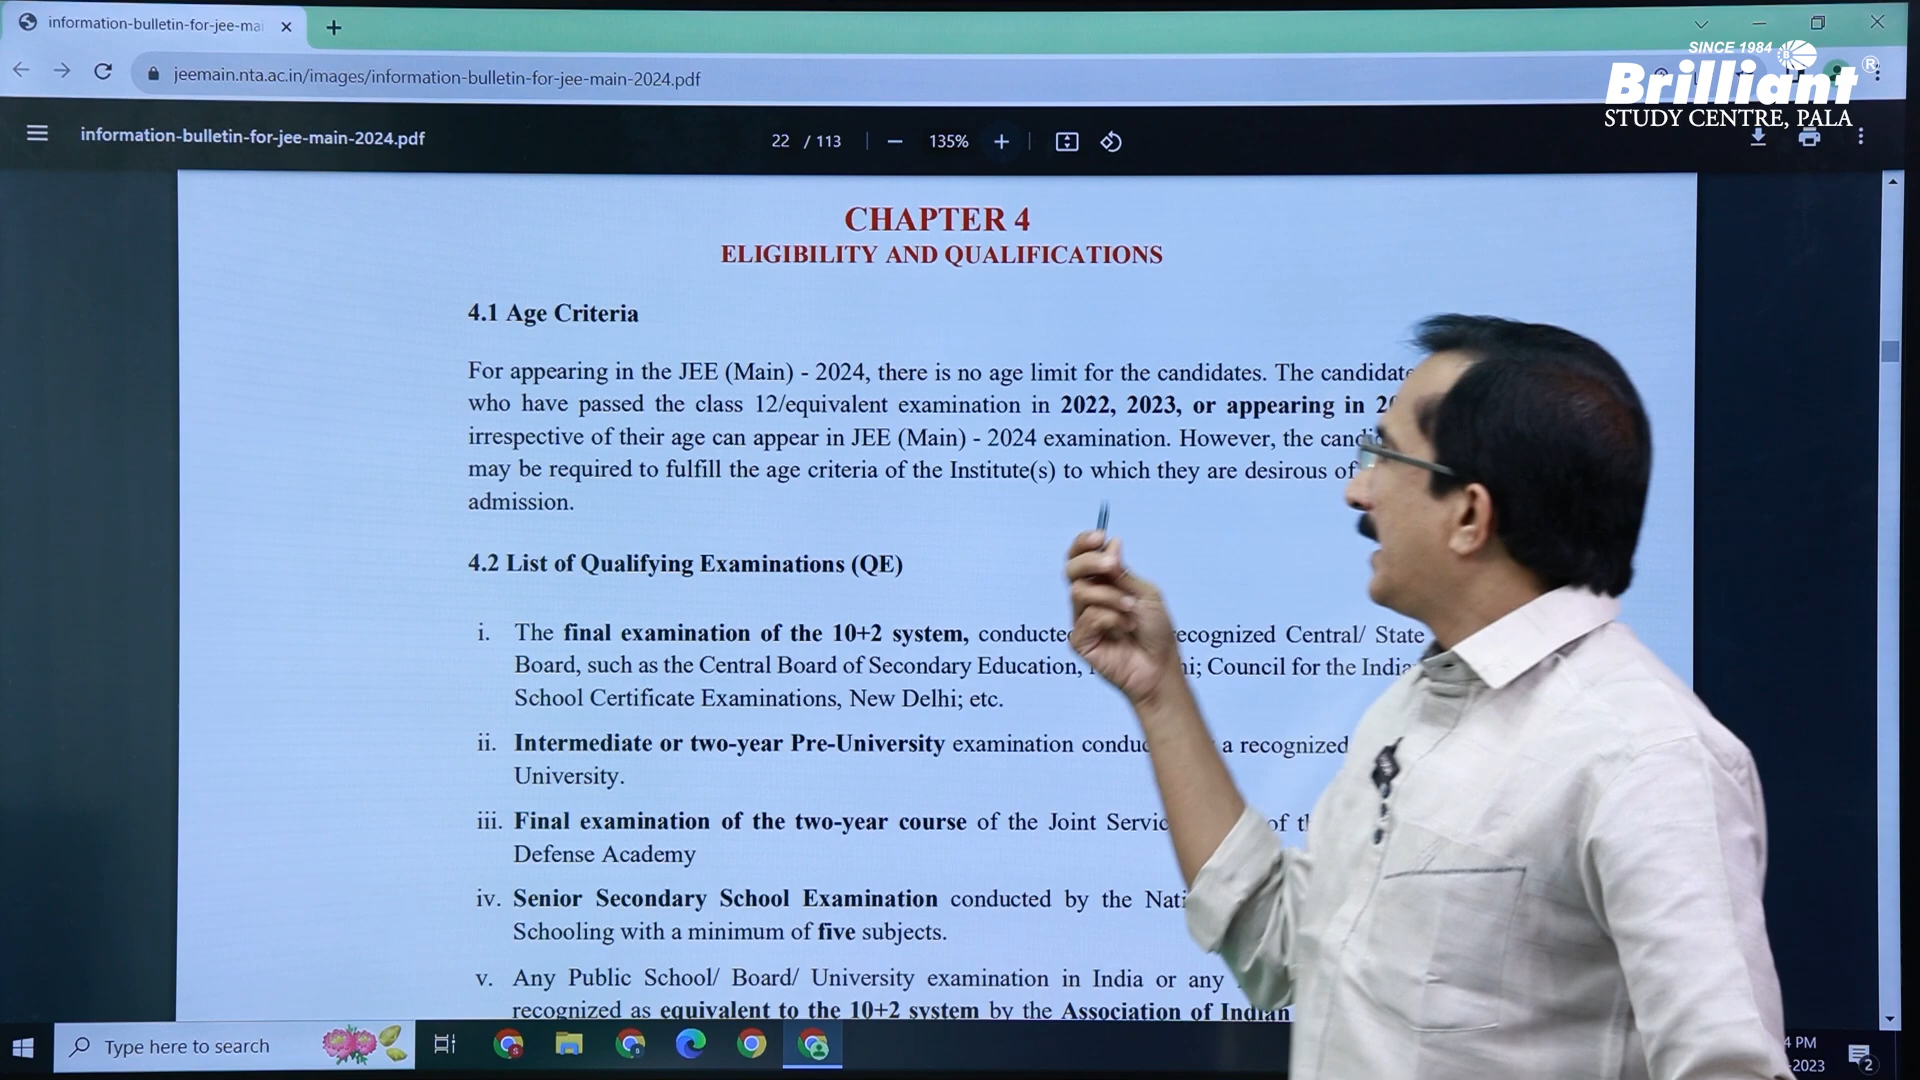 information-bulletin-for-jee-ma
jeemain.nta.ac.in/images/information-bulletin-for-jee-main-2024.pdf
SINCE 1984
Brilliant ®
STUDY CENTRE, PALA
information-bulletin-for-jee-main-2024.pdf
22 / 113
135%
CHAPTER 4
ELIGIBILITY AND QUALIFICATIONS
4.1 Age Criteria
For appearing in the JEE (Main) - 2024, there is no age limit for the candidates. The candidate
who have passed the class 12/equivalent examination in 2022, 2023, or appearing in
irrespective of their age can appear in JEE (Main) - 2024 examination. However, the
may be required to fulfill the age criteria of the Institute(s) to which they are desirous of
admission.
4.2 List of Qualifying Examinations (QE)
i. The final examination of the 10+2 system, Central/ State
Board, such as the Central Board of Secondary Education, Council for the
School Certificate Examinations, New Delhi; etc.
ii. Intermediate or two-year Pre-University examination a recognized
University.
iii. Final examination of the two-year course of the Joint
Defense Academy
iv. Senior Secondary School Examination conducted by the
Schooling with a minimum of five subjects.
v. Any Public School/ Board/ University examination in India or any
recognized as equivalent to the 10+2 system by the Association of Indian
Type here to search
4 PM
-2023
2